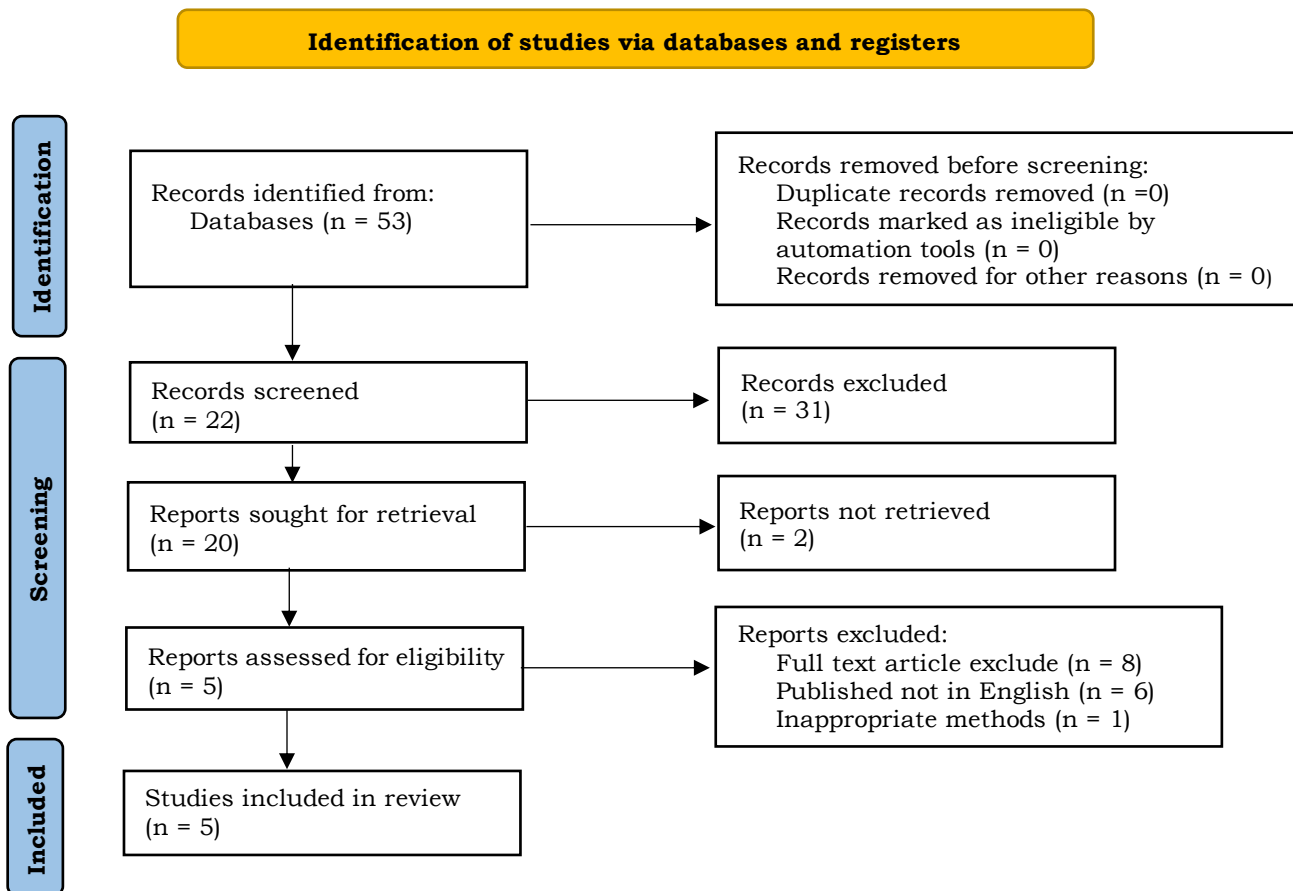 Identification of studies via databases and registers
Identification
Records identified from:
Databases (n = 53)
Records removed before screening:
Duplicate records removed (n =0)
Records marked as ineligible by
automation tools (n = 0)
Records removed for other reasons (n = 0)
Screening
Records screened
(n = 22)
Records excluded
(n = 31)
Reports sought for retrieval
(n = 20)
Reports not retrieved
(n = 2)
Reports assessed for eligibility
(n = 5)
Reports excluded:
Full text article exclude (n = 8)
Published not in English (n = 6)
Inappropriate methods (n = 1)
Included
Studies included in review
(n = 5)